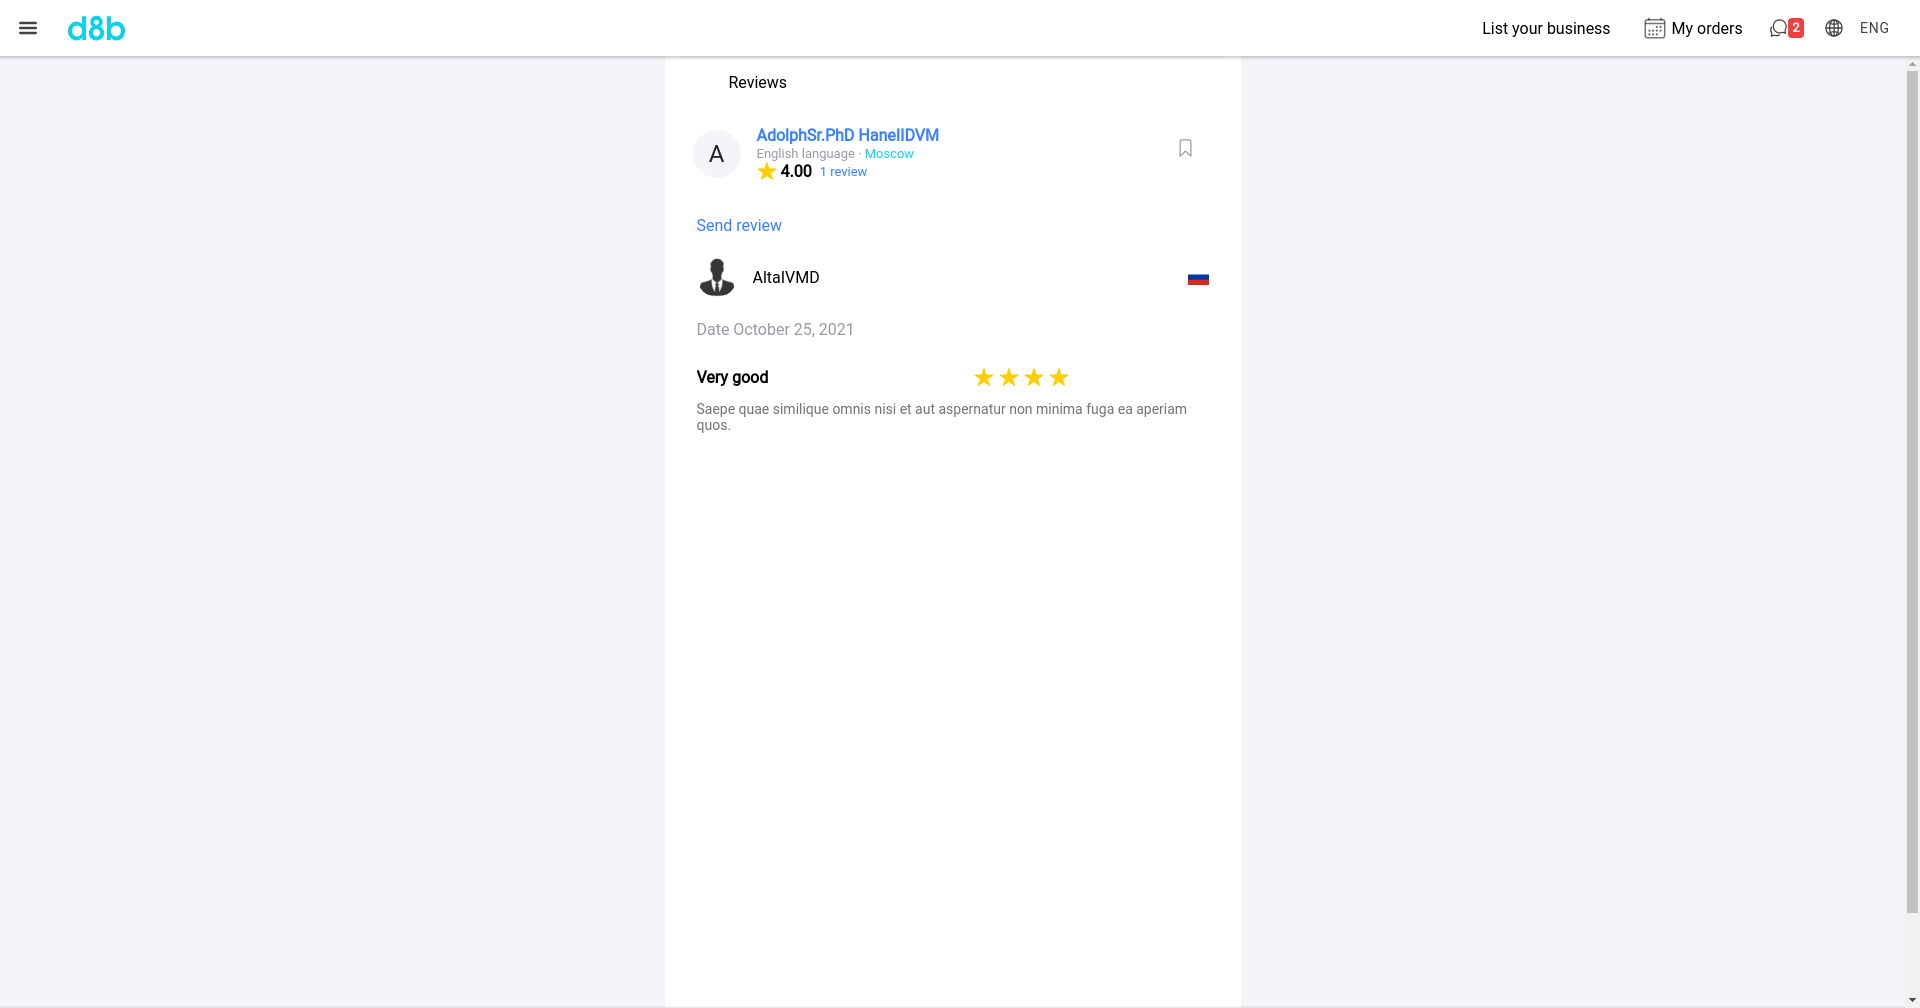 d8b
List your business
My orders
2
ENG
Reviews
A
AdolphSr.PhD HanelIDVM
English language · Moscow
4.00 1 review
Send review
AltaIVMD
Date October 25, 2021
Very good
Saepe quae similique omnis nisi et aut aspernatur non minima fuga ea aperiam
quos.